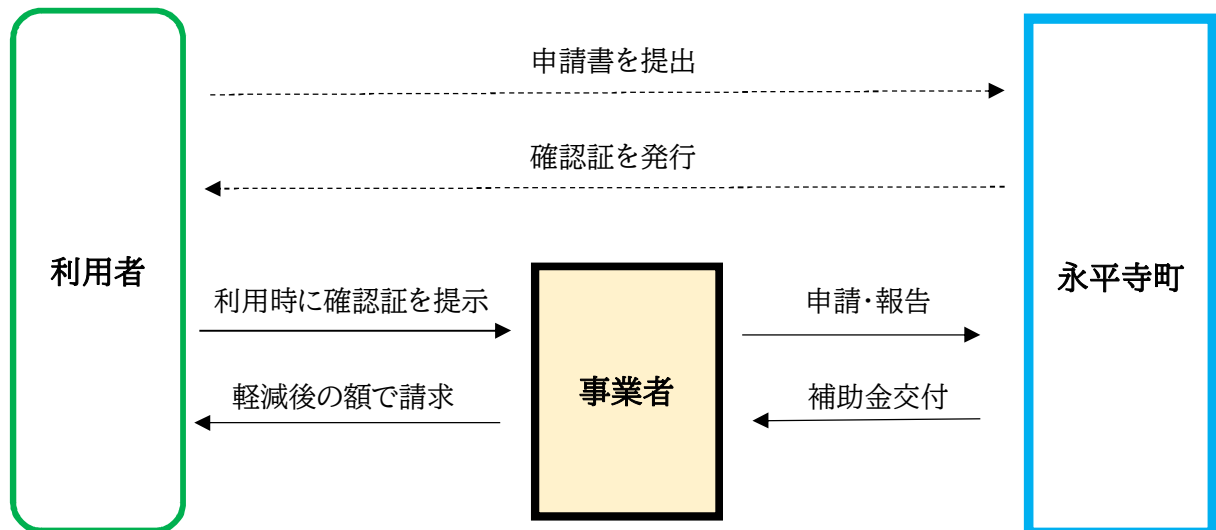 申請書を提出
確認証を発行
利用者
永平寺町
利用時に確認証を提示
申請・報告
事業者
軽減後の額で請求
補助金交付